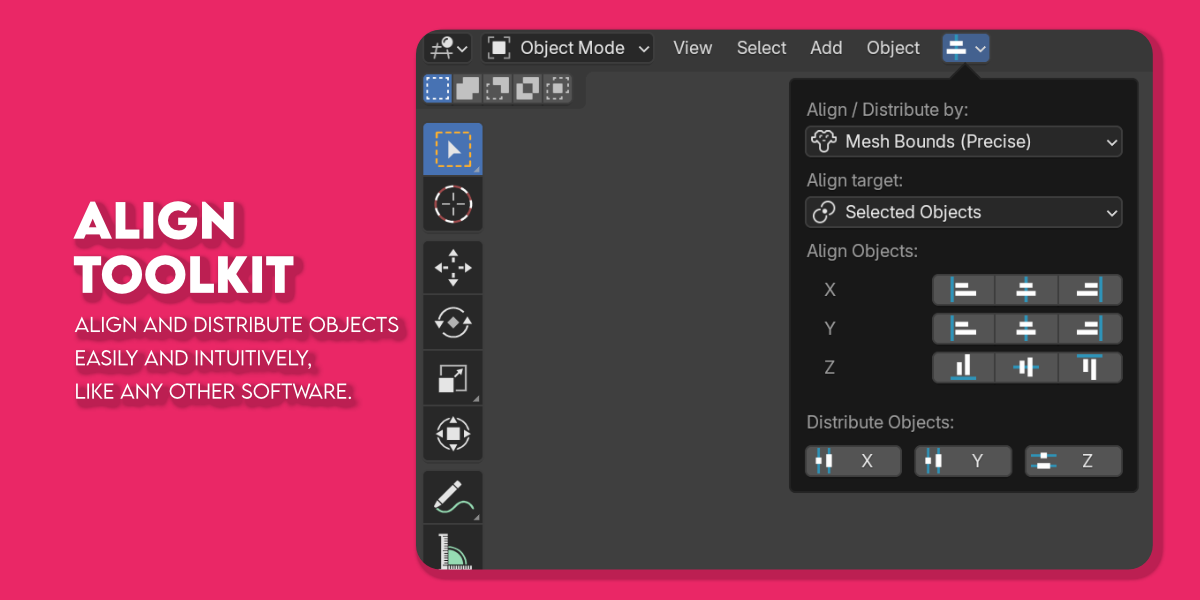 ALIGN
TOOLKIT
ALIGN AND DISTRIBUTE OBJECTS
EASILY AND INTUITIVELY,
LIKE ANY OTHER SOFTWARE.
Object Mode View Select Add Object
Align / Distribute by:
Mesh Bounds (Precise)
Align target:
Selected Objects
Align Objects:
X
Y
Z
Distribute Objects:
X Y Z